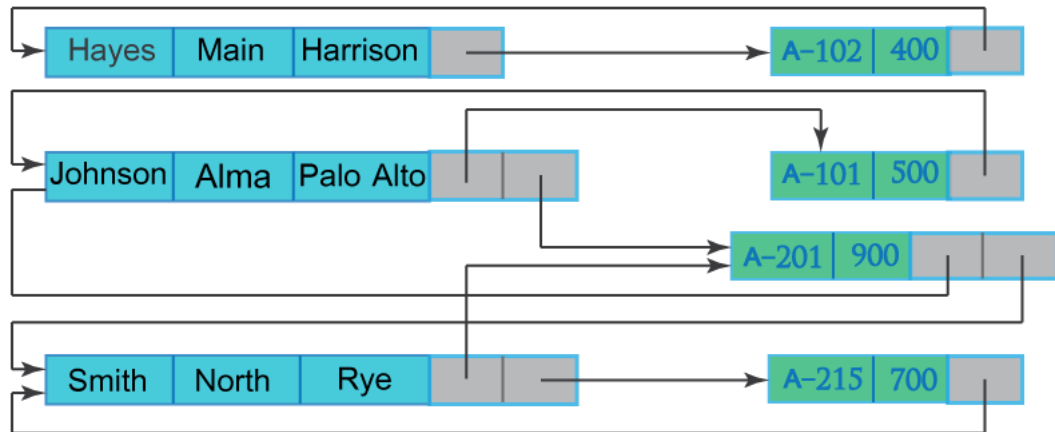 Hayes Main Harrison A–102 400
Johnson Alma Palo Alto A–101 500
A–201 900
Smith North Rye A–215 700